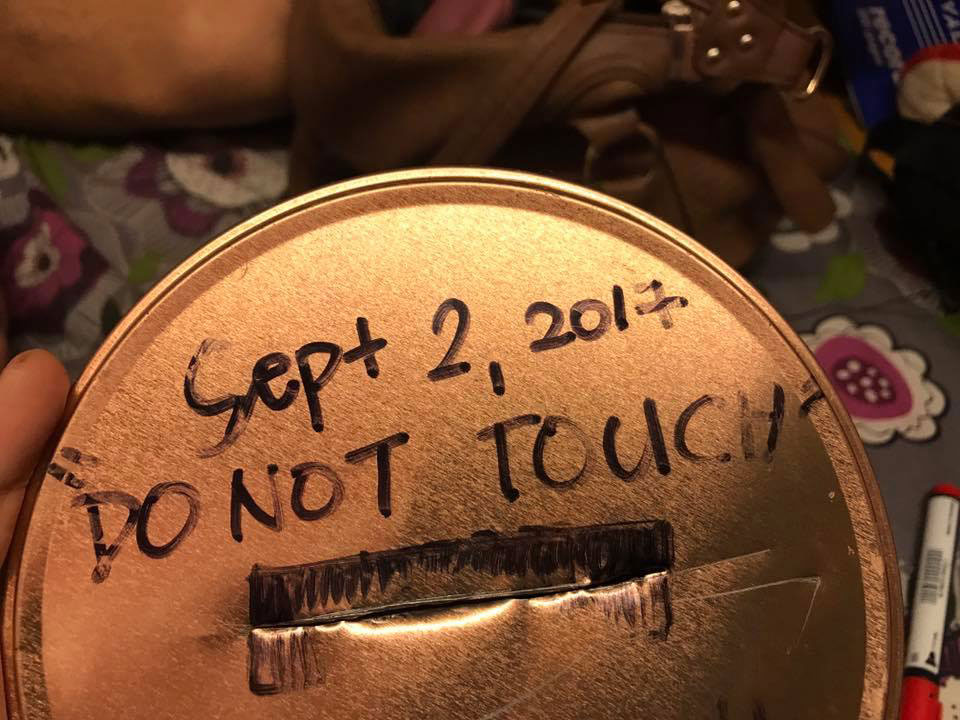 Sept 2, 2017
"DO NOT TOUCH"